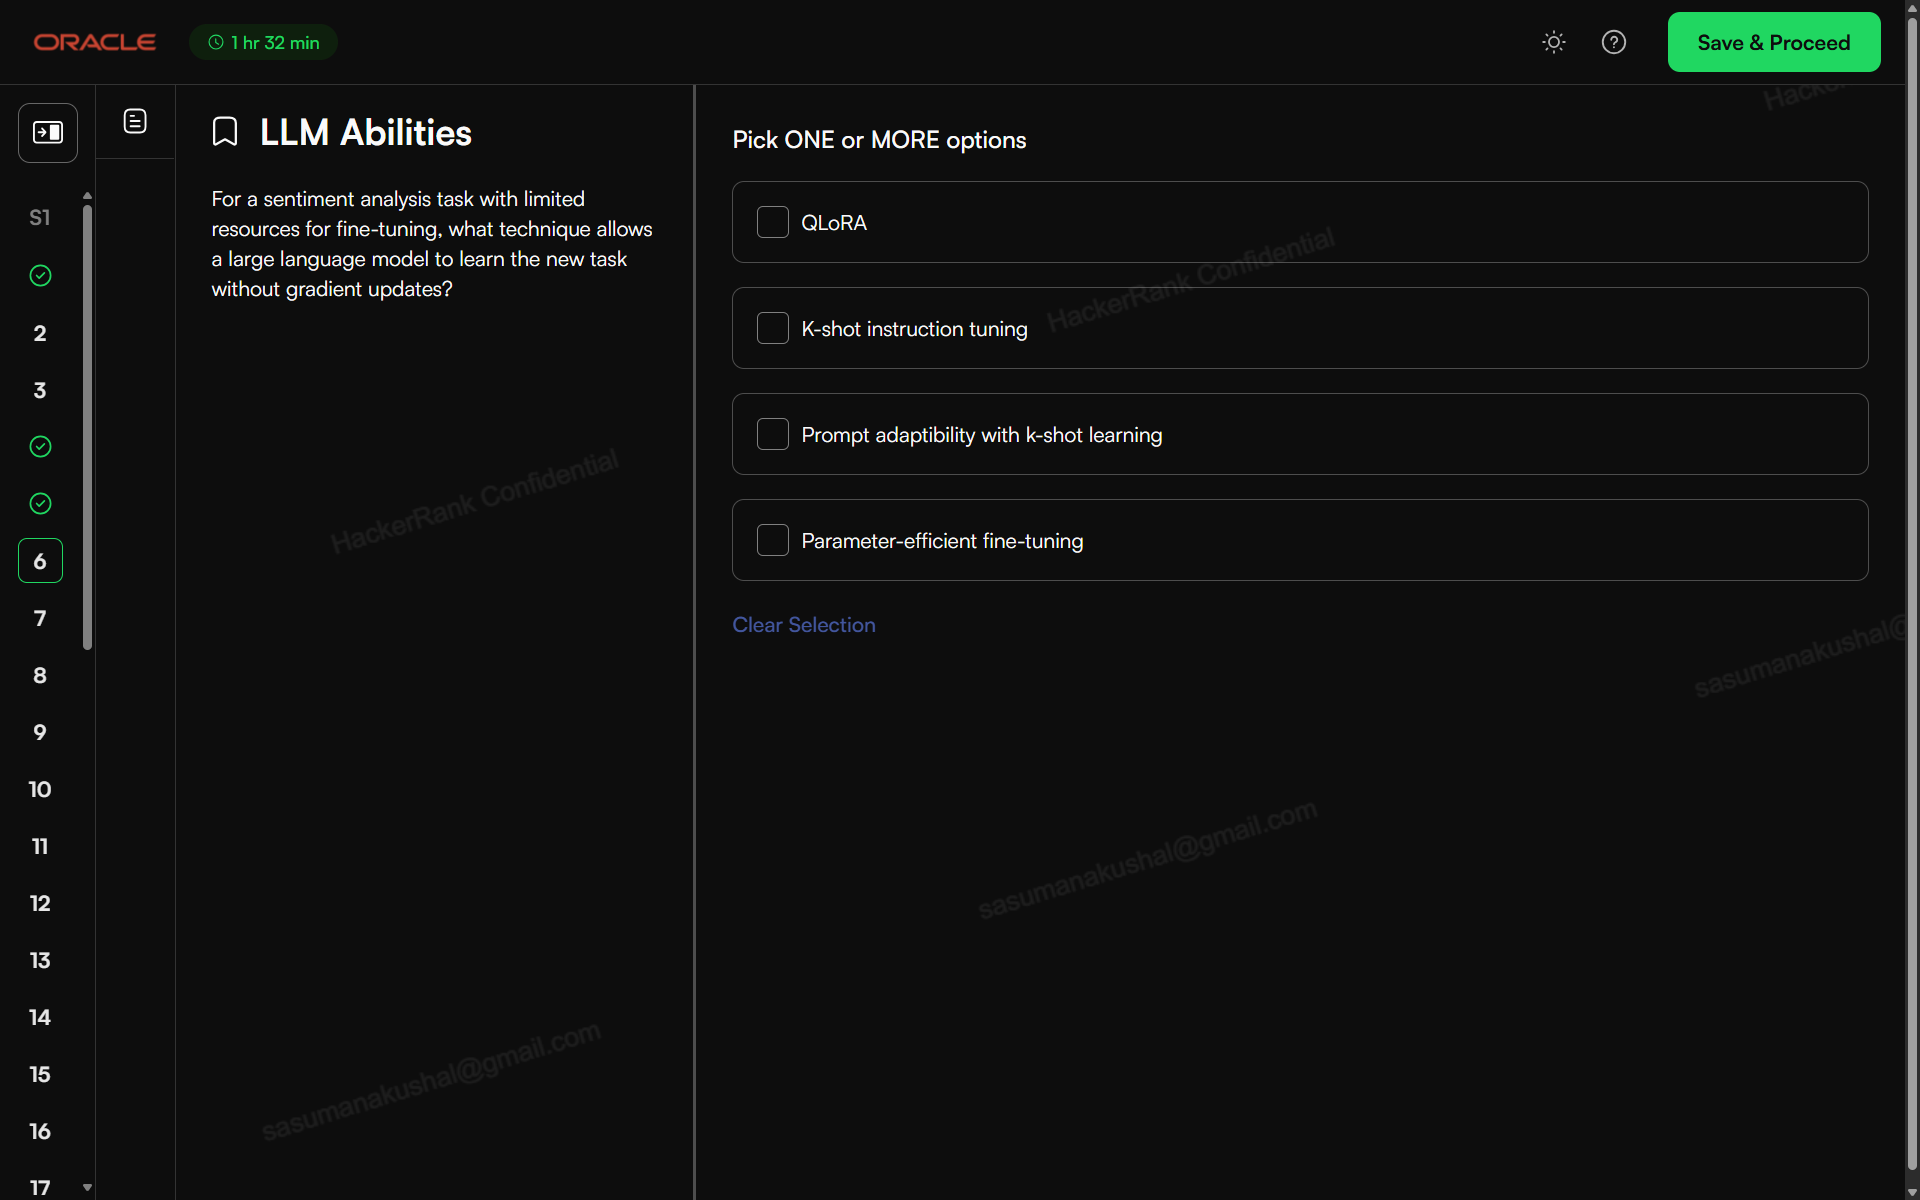 ORACLE
1 hr 32 min
Save & Proceed
S1
2
3
6
7
8
9
10
11
12
13
14
15
16
17
LLM Abilities
For a sentiment analysis task with limited
resources for fine-tuning, what technique allows
a large language model to learn the new task
without gradient updates?
Pick ONE or MORE options
QLoRA
K-shot instruction tuning
Prompt adaptibility with k-shot learning
Parameter-efficient fine-tuning
Clear Selection
HackerRank Confidential
HackerRank Confidential
sasumanakushal@gmail.com
sasumanakushal@gmail.com
sasumanakushal@